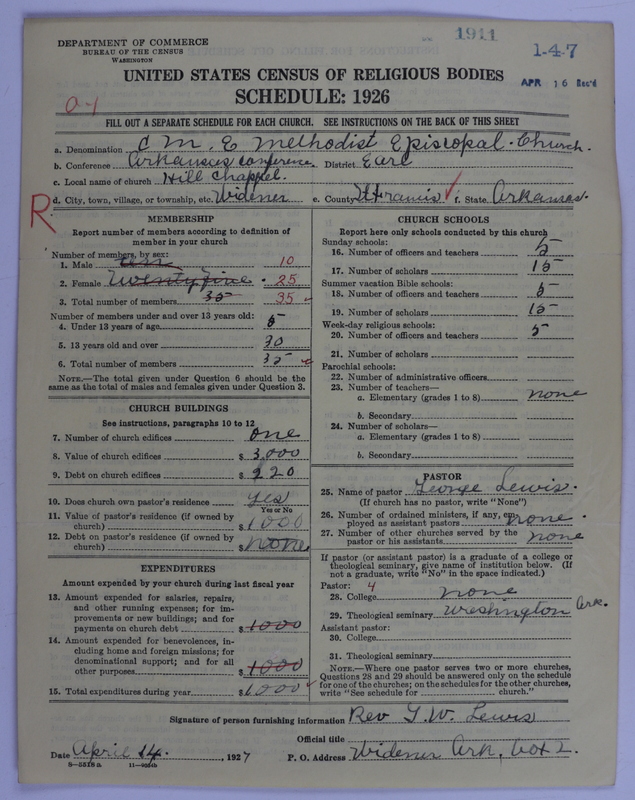 1911
DEPARTMENT OF COMMERCE
BUREAU OF THE CENSUS
WASHINGTON
1-4-7
APR 16 Rec'd
UNITED STATES CENSUS OF RELIGIOUS BODIES
SCHEDULE: 1926
FILL OUT A SEPARATE SCHEDULE FOR EACH CHURCH. SEE INSTRUCTIONS ON THE BACK OF THIS SHEET
a. Denomination C M. E Methodist Episcopal Church.
b. Conference Arkansas conference. District Earl
c. Local name of church Hill Chappel.
R d. City, town, village, or township, etc. Widener e. County St Francis f. State Arkansas.
MEMBERSHIP
Report number of members according to definition of
member in your church
Number of members, by sex:
1. Male ten 10
2. Female Twenty five 25
3. Total number of members 35 35
Number of members under and over 13 years old:
4. Under 13 years of age 5
5. 13 years old and over 30
6. Total number of members 35
NOTE.—The total given under Question 6 should be the
same as the total of males and females given under Question 3.
CHURCH BUILDINGS
See instructions, paragraphs 10 to 12
7. Number of church edifices one
8. Value of church edifices $ 3,000
9. Debt on church edifices $ 220
10. Does church own pastor's residence yes
Yes or No
11. Value of pastor's residence (if owned by
church) $ 1000
12. Debt on pastor's residence (if owned by
church) $ none
EXPENDITURES
Amount expended by your church during last fiscal year
13. Amount expended for salaries, repairs,
and other running expenses; for im-
provements or new buildings; and for
payments on church debt $ 1000
14. Amount expended for benevolences, in-
cluding home and foreign missions; for
denominational support; and for all
other purposes $ 1000
15. Total expenditures during year $ 1000
CHURCH SCHOOLS
Report here only schools conducted by this church
Sunday schools:
16. Number of officers and teachers 5
17. Number of scholars 15
Summer vacation Bible schools:
18. Number of officers and teachers 5
19. Number of scholars 15
Week-day religious schools:
20. Number of officers and teachers 5
21. Number of scholars
Parochial schools:
22. Number of administrative officers
23. Number of teachers—
a. Elementary (grades 1 to 8) none
b. Secondary
24. Number of scholars—
a. Elementary (grades 1 to 8)
b. Secondary
PASTOR
25. Name of pastor George Lewis.
(If church has no pastor, write "None")
26. Number of ordained ministers, if any, em-
ployed as assistant pastors none.
27. Number of other churches served by the
pastor or his assistants none
If pastor (or assistant pastor) is a graduate of a college or
theological seminary, give name of institution below. (If
not a graduate, write "No" in the space indicated.)
Pastor: 4
28. College none
29. Theological seminary Washington Ark.
Assistant pastor:
30. College
31. Theological seminary
NOTE.—Where one pastor serves two or more churches,
Questions 28 and 29 should be answered only on the schedule
for one of the churches; on the schedules for the other churches,
write "See schedule for ____ church."
Signature of person furnishing information Rev G. W. Lewis
Official title
Date April 14. 1927 P. O. Address Widener Ark, box 2.
8—5518a 11—9034b